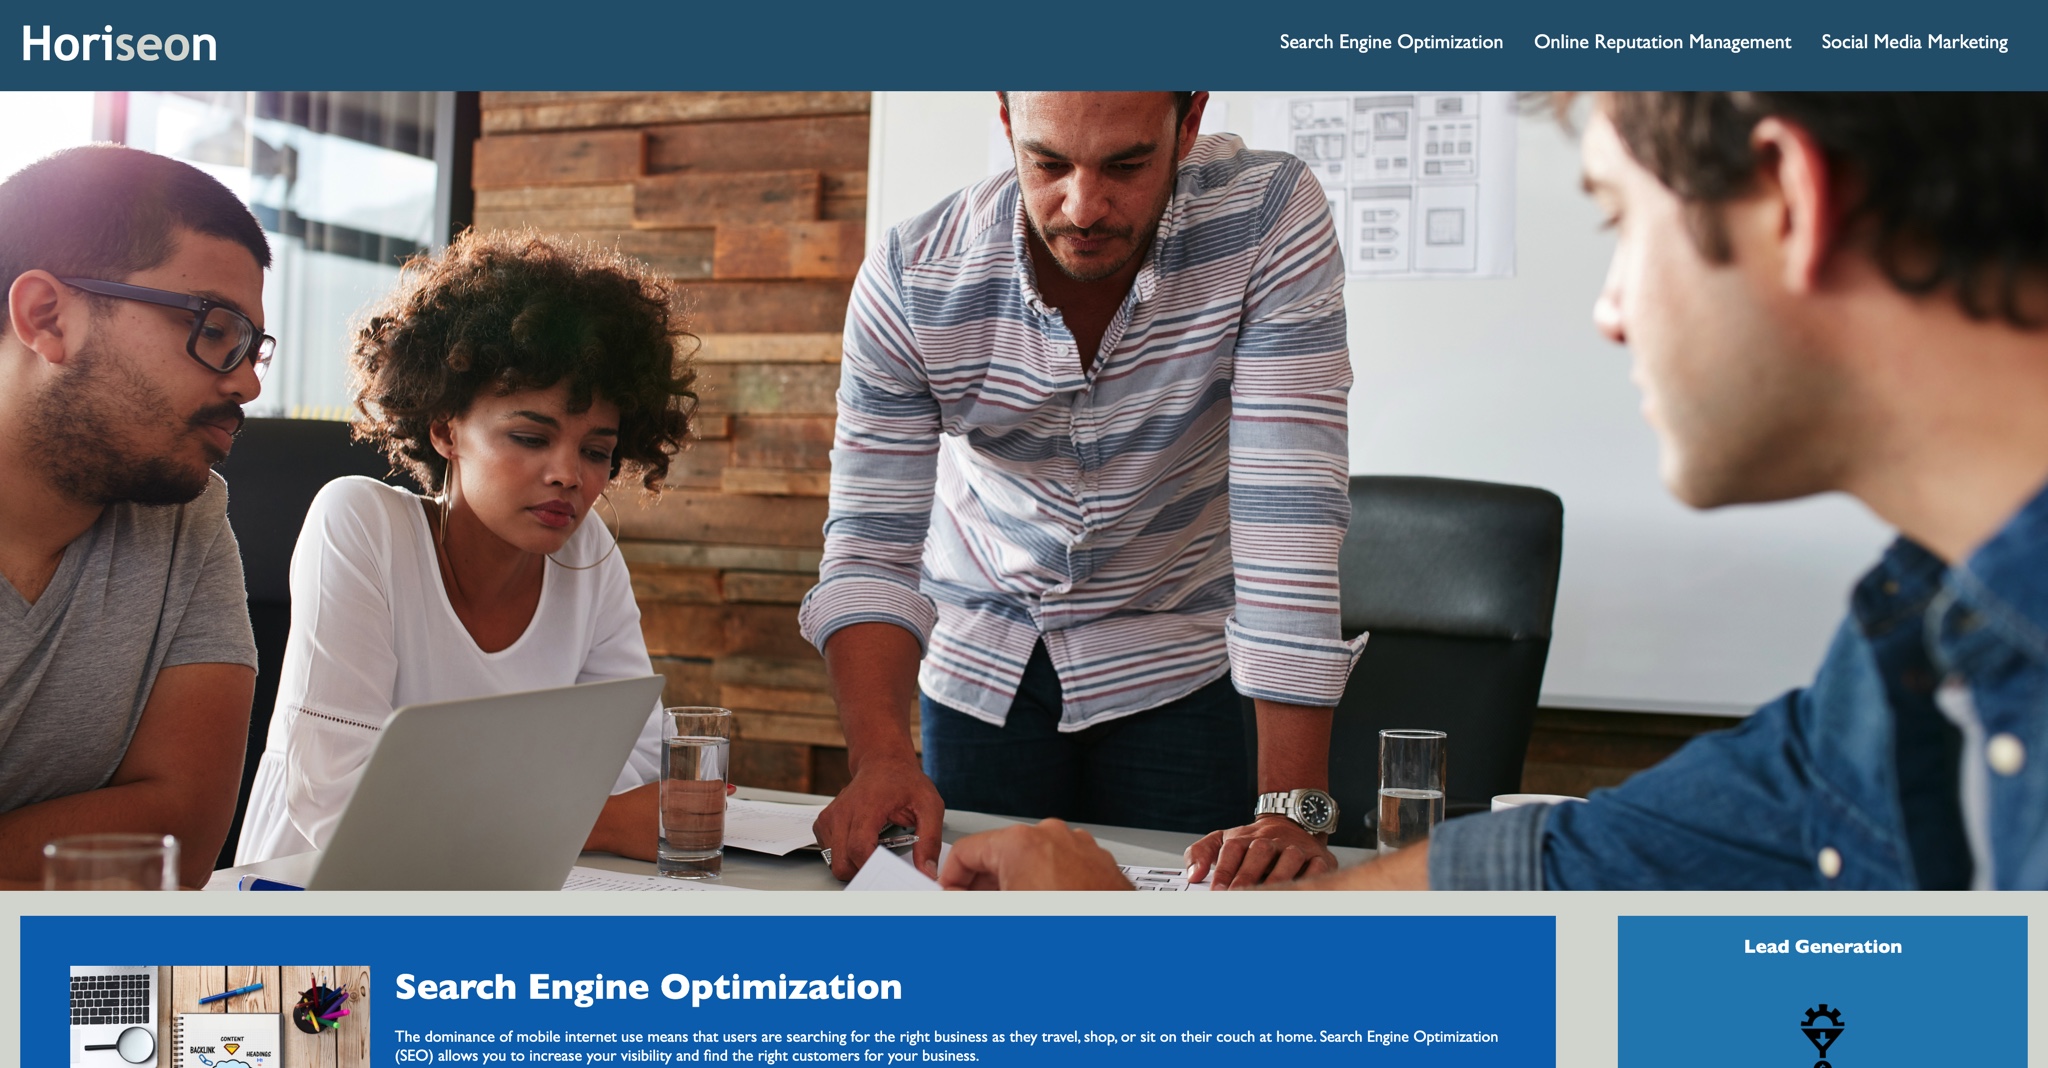 Horiseon
Search Engine Optimization
Online Reputation Management
Social Media Marketing
Search Engine Optimization
The dominance of mobile internet use means that users are searching for the right business as they travel, shop, or sit on their couch at home. Search Engine Optimization
(SEO) allows you to increase your visibility and find the right customers for your business.
CONTENT
BACKLINK
HEADINGS
Lead Generation